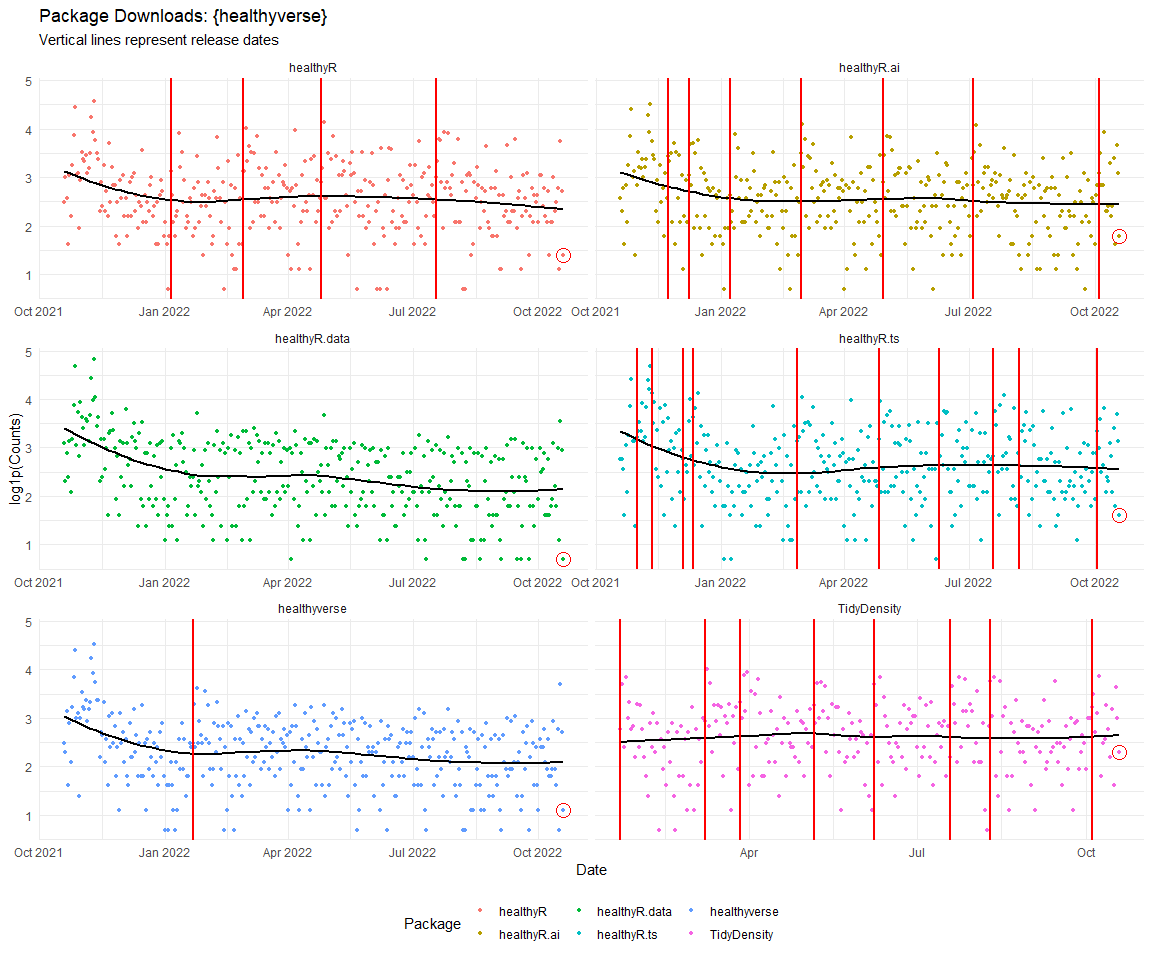 Package Downloads: {healthyverse}
Vertical lines represent release dates
healthyR
healthyR.ai
5
4
3
2
1
Oct 2021
Jan 2022
Apr 2022
Jul 2022
Oct 2022
Oct 2021
Jan 2022
Apr 2022
Jul 2022
Oct 2022
healthyR.data
healthyR.ts
5
4
3
2
1
log1p(Counts)
Oct 2021
Jan 2022
Apr 2022
Jul 2022
Oct 2022
Oct 2021
Jan 2022
Apr 2022
Jul 2022
Oct 2022
healthyverse
TidyDensity
5
4
3
2
1
Oct 2021
Jan 2022
Apr 2022
Jul 2022
Oct 2022
Apr
Jul
Oct
Date
Package
healthyR
healthyR.data
healthyverse
healthyR.ai
healthyR.ts
TidyDensity